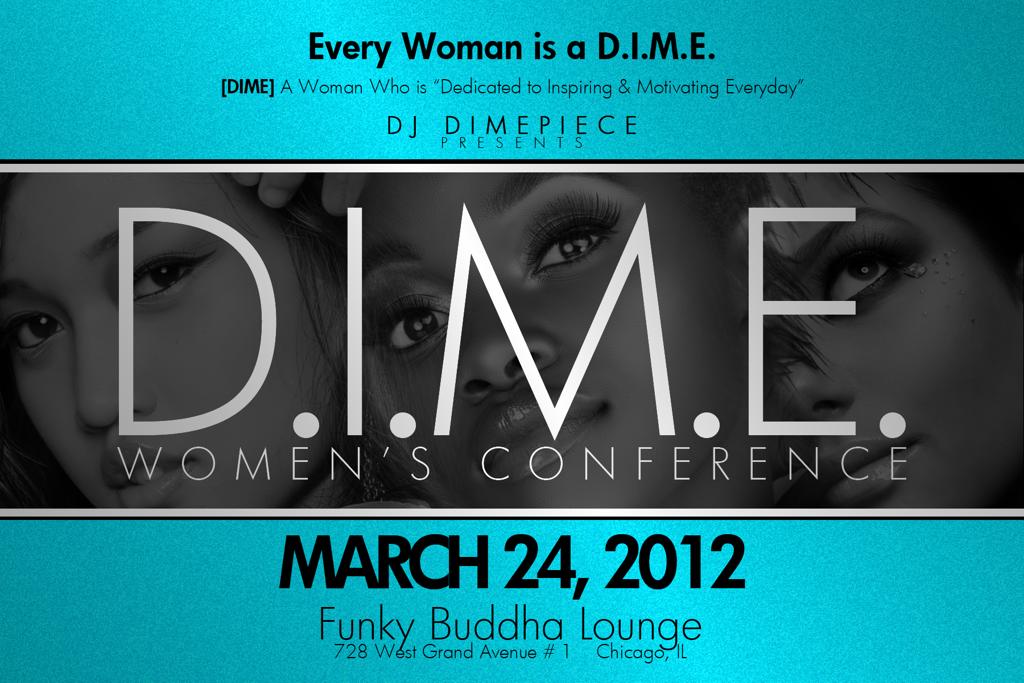 Every Woman is a D.I.M.E.
[DIME] A Woman Who is “Dedicated to Inspiring & Motivating Everyday”
DJ DIMEPIECE
PRESENTS
D.I.M.E.
WOMEN’S CONFERENCE
MARCH 24, 2012
Funky Buddha Lounge
728 West Grand Avenue # 1 Chicago, IL